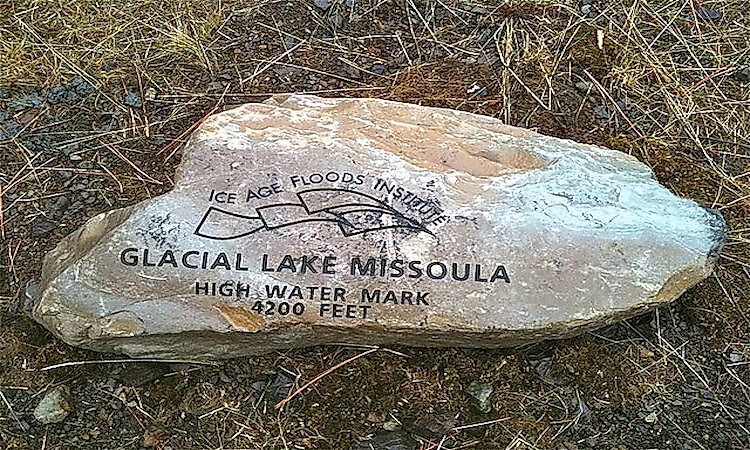 ICE AGE FLOODS INSTITUTE
GLACIAL LAKE MISSOULA
HIGH WATER MARK
4200 FEET